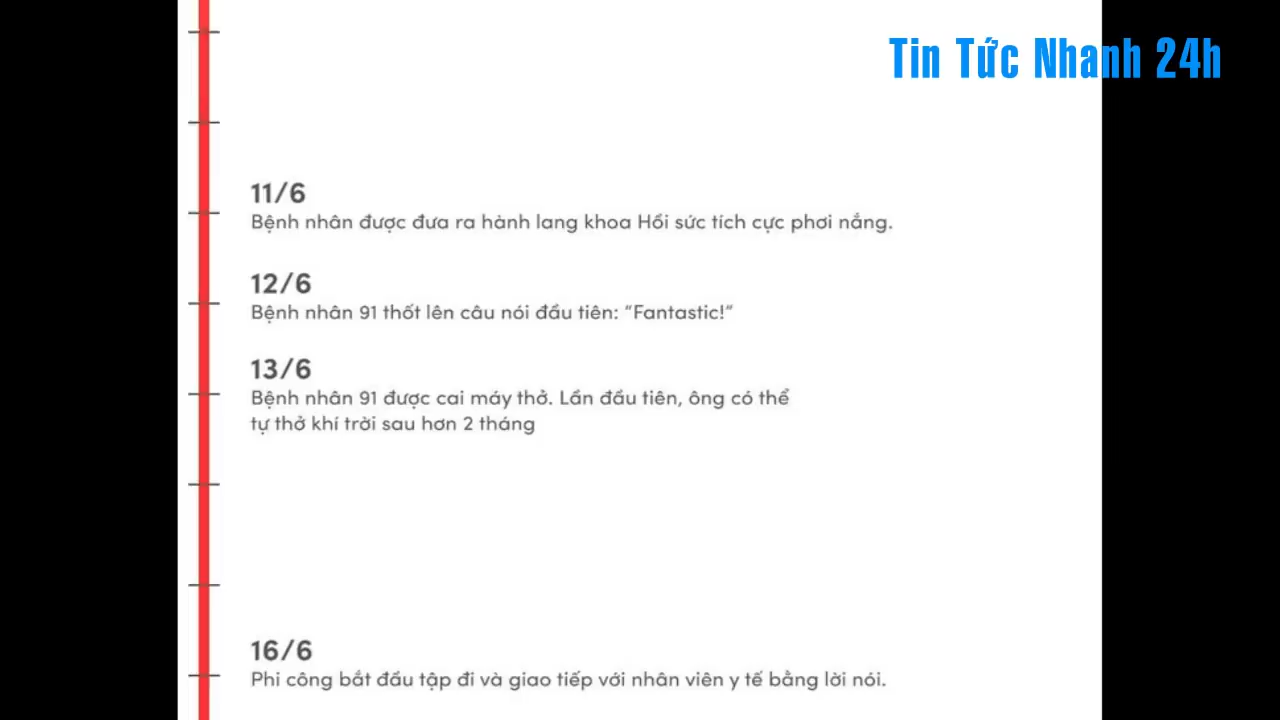 Tin Tức Nhanh 24h
11/6
Bệnh nhân được đưa ra hành lang khoa Hồi sức tích cực phơi nắng.
12/6
Bệnh nhân 91 thốt lên câu nói đầu tiên: "Fantastic!"
13/6
Bệnh nhân 91 được cai máy thở. Lần đầu tiên, ông có thể
tự thở khí trời sau hơn 2 tháng
16/6
Phi công bắt đầu tập đi và giao tiếp với nhân viên y tế bằng lời nói.